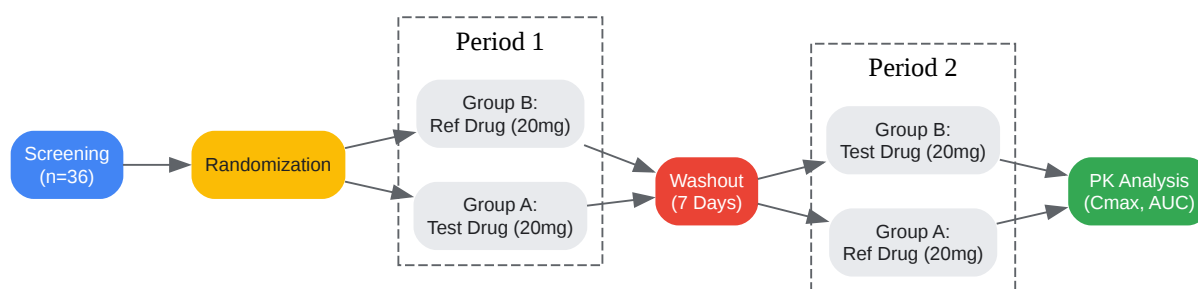 Screening
(n=36)
Randomization
Period 1
Group B:
Ref Drug (20mg)
Group A:
Test Drug (20mg)
Washout
(7 Days)
Period 2
Group B:
Test Drug (20mg)
Group A:
Ref Drug (20mg)
PK Analysis
(Cmax, AUC)